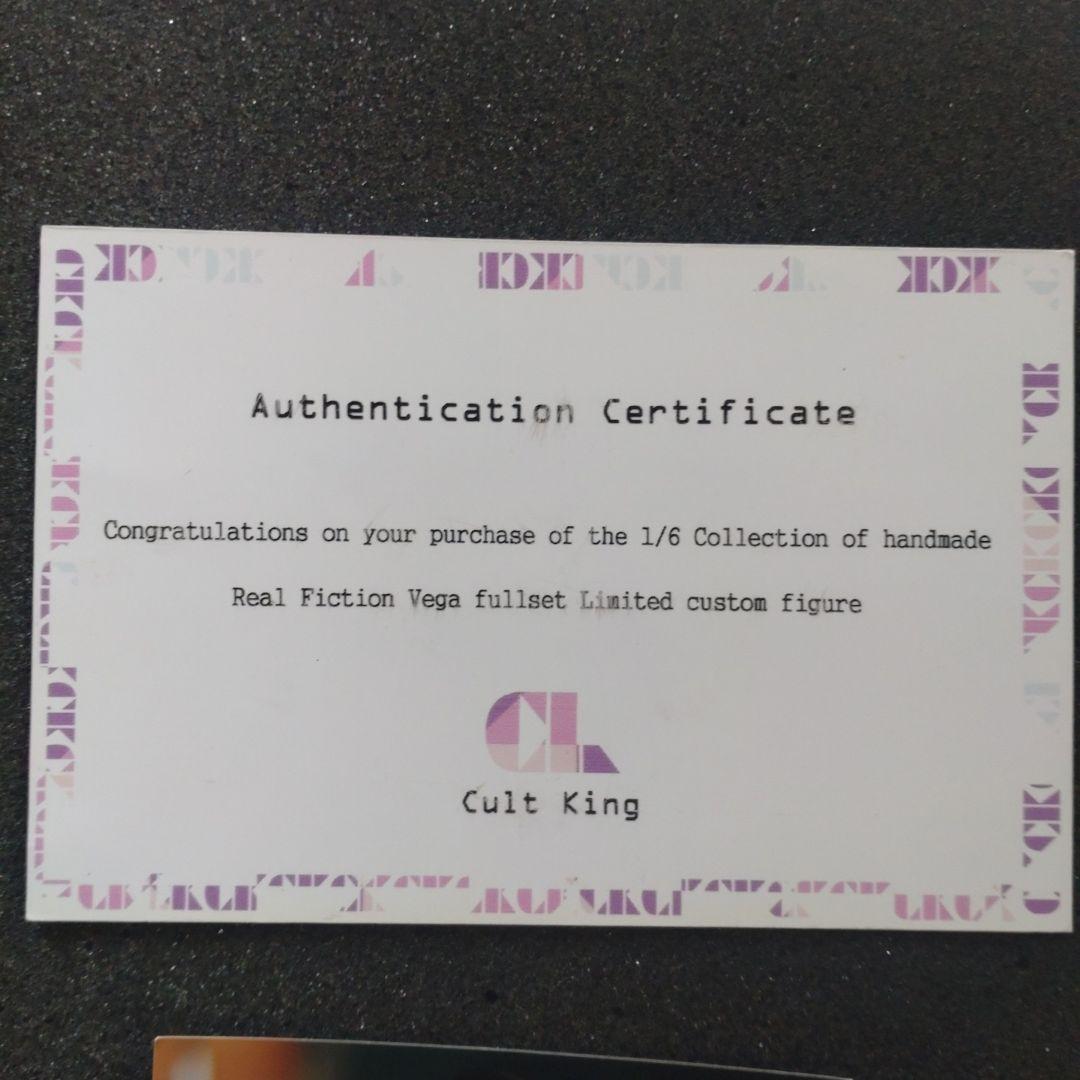 Authentication Certificate
Congratulations on your purchase of the 1/6 Collection of handmade
Real Fiction Vega fullset Limited custom figure
Cult King